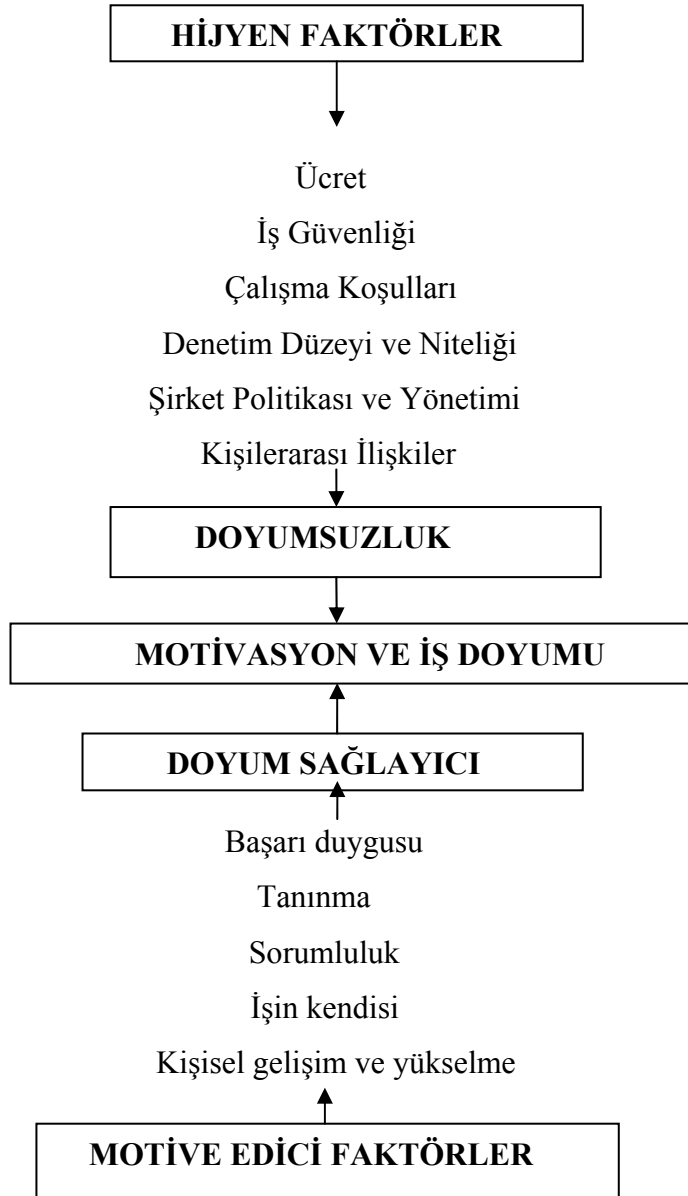 HİJYEN FAKTÖRLER
Ücret
İş Güvenliği
Çalışma Koşulları
Denetim Düzeyi ve Niteliği
Şirket Politikası ve Yönetimi
Kişilerarası İlişkiler
DOYUMSUZLUK
MOTİVASYON VE İŞ DOYUMU
DOYUM SAĞLAYICI
Başarı duygusu
Tanınma
Sorumluluk
İşin kendisi
Kişisel gelişim ve yükselme
MOTİVE EDİCİ FAKTÖRLER